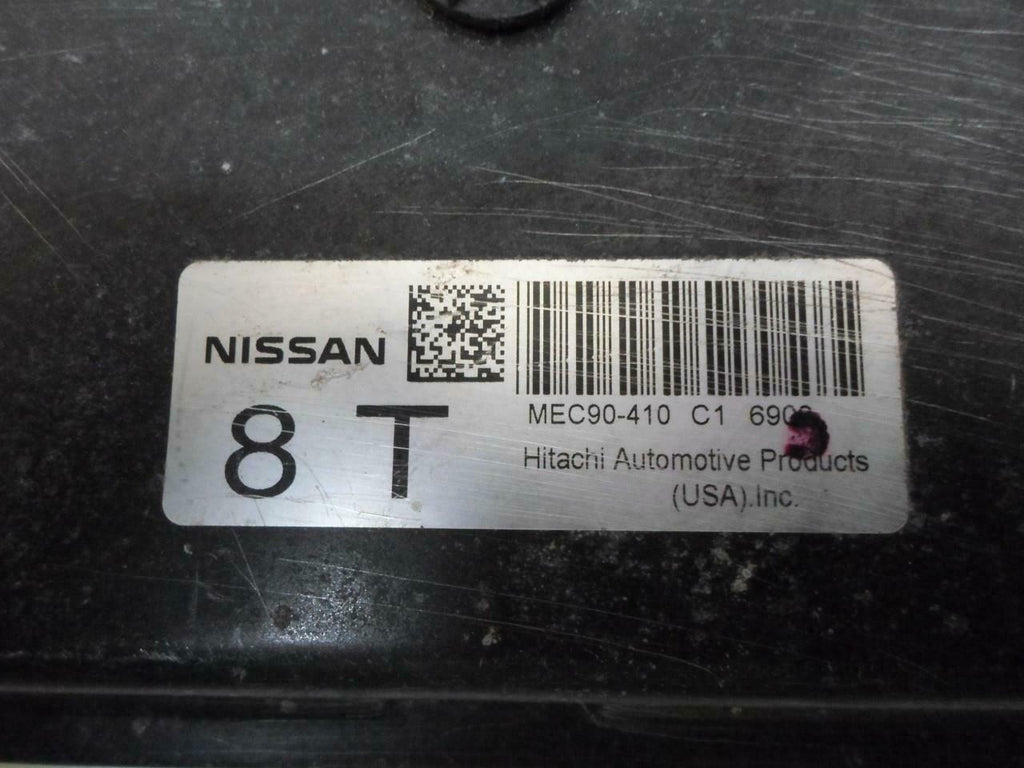 NISSAN
8 T
MEC90-410 C1
Hitachi Automotive Products
(USA).Inc.